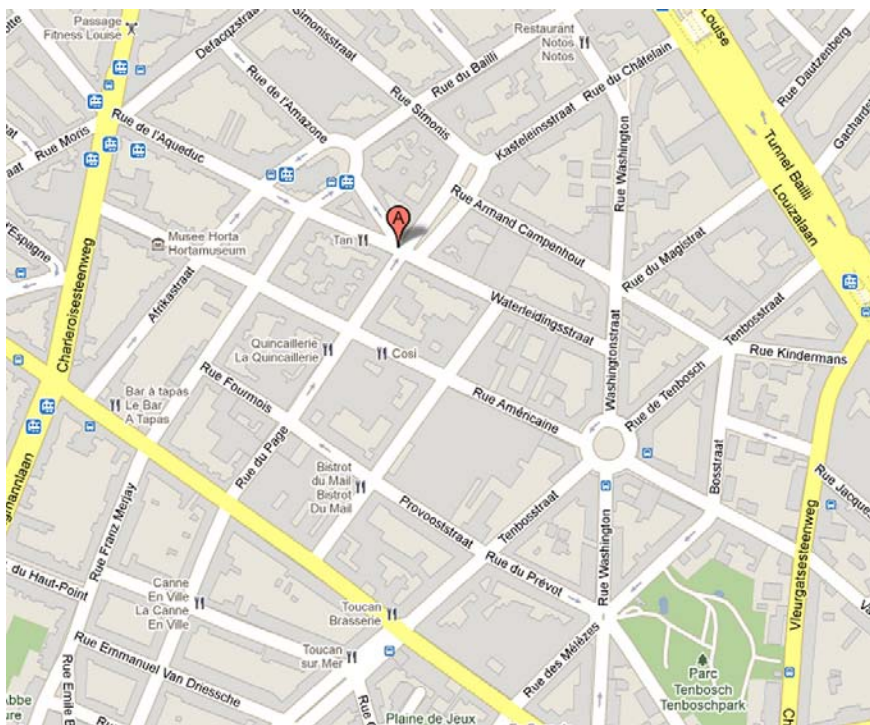 Passage
Fitness Louise
Defacqzstraat
Simonisstraat
Restaurant
Notos
Notos
Louise
Rue Dautzenberg
Rue du Bailli
Rue du Châtelain
Rue de l'Amazone
Rue Simonis
Kasteleinsstraat
Rue Moris
Rue de l'Aqueduc
Rue Washington
Tunnel Bailli
Louizalaan
Rue Armand Campenhout
A
Tan
Musee Horta
Hortamuseum
l'Espagne
Afrikastraat
Charleroisesteenweg
Waterleidingsstraat
Rue du Magistrat
Tenbosstraat
Quincaillerie
La Quincaillerie
Cosi
Washingtonstraat
Rue Kindermans
Rue Fourmois
Bar à tapas
Le Bar
A Tapas
Rue Américaine
Rue de Tenbosch
Rue du Page
Bistrot
du Mail
Bistrot
Du Mail
Provooststraat
Tenbosstraat
Bosstraat
Rue Jacques
Rue Franz Merjay
Vleurgatsesteenweg
Rue Washington
Rue du Prévot
du Haut-Point
Canne
En Ville
La Canne
En Ville
Toucan
Brasserie
Toucan
sur Mer
Rue Emmanuel Van Driessche
Rue des Mélèzes
Parc
Tenbosch
Tenboschpark
Rue Emile B
Abbe
Plaine de Jeux